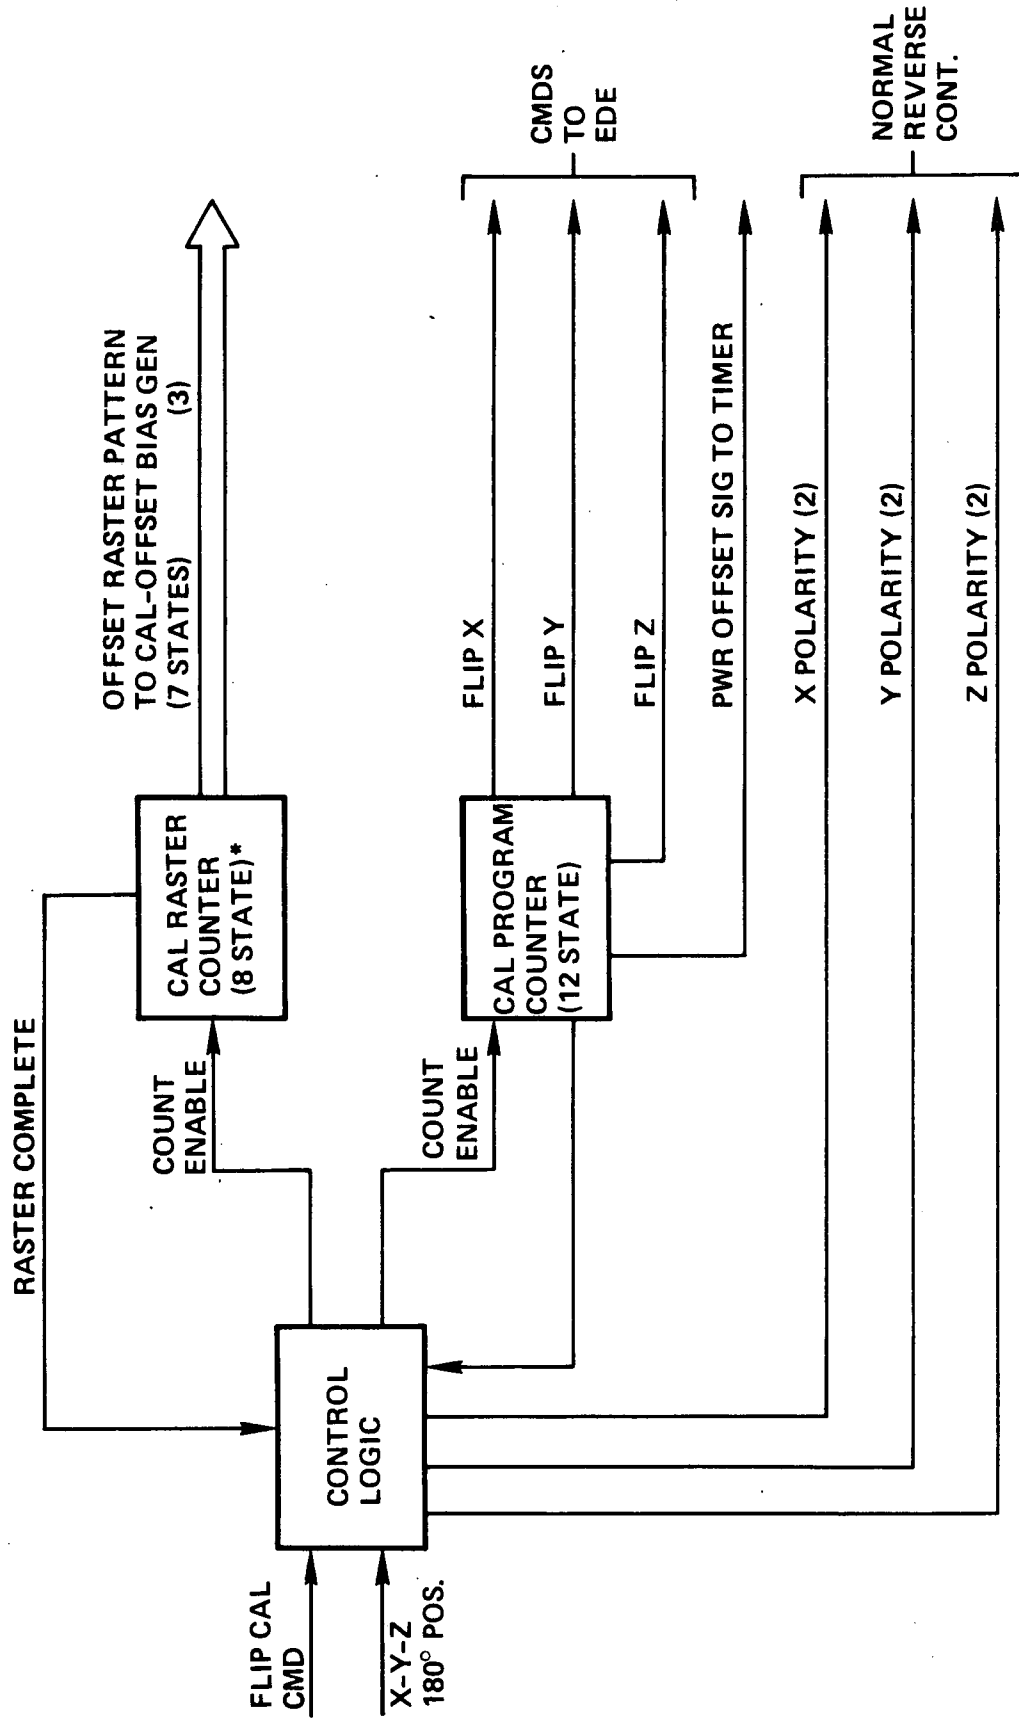 RASTER COMPLETE
OFFSET RASTER PATTERN
TO CAL-OFFSET BIAS GEN
(7 STATES) (3)
COUNT
ENABLE
CAL RASTER
COUNTER
(8 STATE)*
FLIP CAL
CMD
X-Y-Z
180° POS.
CONTROL
LOGIC
COUNT
ENABLE
CAL PROGRAM
COUNTER
(12 STATE)
FLIP X
FLIP Y
FLIP Z
CMDS
TO
EDE
PWR OFFSET SIG TO TIMER
X POLARITY (2)
Y POLARITY (2)
Z POLARITY (2)
NORMAL
REVERSE
CONT.